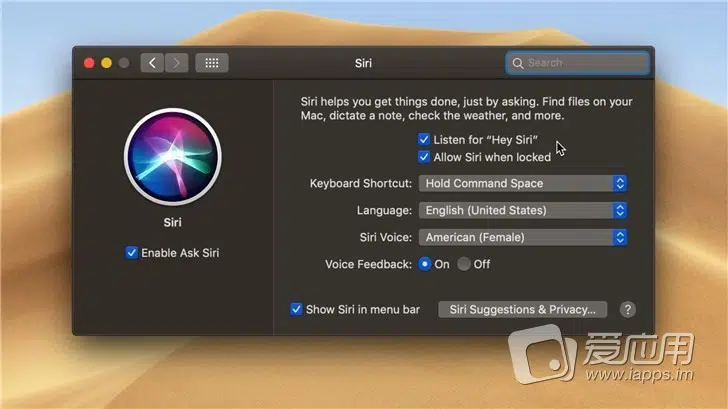 Siri
Search
Siri helps you get things done, just by asking. Find files on your
Mac, dictate a note, check the weather, and more.
Listen for “Hey Siri”
Allow Siri when locked
Keyboard Shortcut: Hold Command Space
Language: English (United States)
Siri Voice: American (Female)
Voice Feedback: On Off
Siri
Enable Ask Siri
Show Siri in menu bar
Siri Suggestions & Privacy...
?
爱应用
www.iapps.im